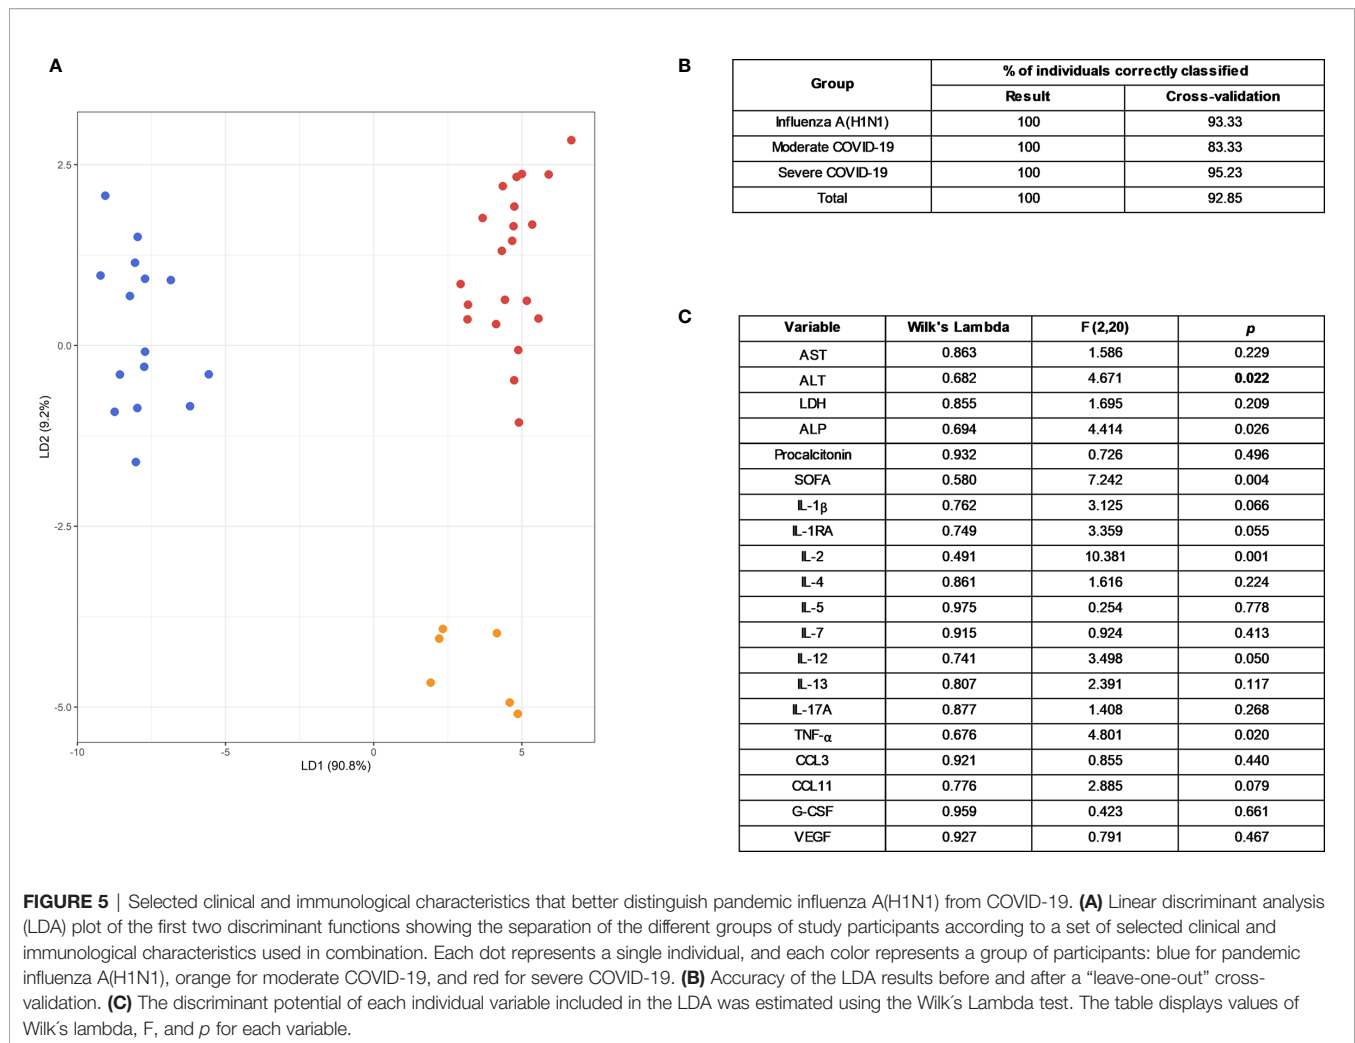 A
2.5
0.0
-2.5
-5.0
-10
-5
0
5
LD2 (9.2%)
LD1 (90.8%)
B
Group % of individuals correctly classified
Result Cross-validation
Influenza A(H1N1) 100 93.33
Moderate COVID-19 100 83.33
Severe COVID-19 100 95.23
Total 100 92.85
C
Variable Wilk's Lambda F (2,20) p
AST 0.863 1.586 0.229
ALT 0.682 4.671 0.022
LDH 0.855 1.695 0.209
ALP 0.694 4.414 0.026
Procalcitonin 0.932 0.726 0.496
SOFA 0.580 7.242 0.004
IL-1β 0.762 3.125 0.066
IL-1RA 0.749 3.359 0.055
IL-2 0.491 10.381 0.001
IL-4 0.861 1.616 0.224
IL-5 0.975 0.254 0.778
IL-7 0.915 0.924 0.413
IL-12 0.741 3.498 0.050
IL-13 0.807 2.391 0.117
IL-17A 0.877 1.408 0.268
TNF-α 0.676 4.801 0.020
CCL3 0.921 0.855 0.440
CCL11 0.776 2.885 0.079
G-CSF 0.959 0.423 0.661
VEGF 0.927 0.791 0.467
FIGURE 5 | Selected clinical and immunological characteristics that better distinguish pandemic influenza A(H1N1) from COVID-19. (A) Linear discriminant analysis
(LDA) plot of the first two discriminant functions showing the separation of the different groups of study participants according to a set of selected clinical and
immunological characteristics used in combination. Each dot represents a single individual, and each color represents a group of participants: blue for pandemic
influenza A(H1N1), orange for moderate COVID-19, and red for severe COVID-19. (B) Accuracy of the LDA results before and after a “leave-one-out” cross-
validation. (C) The discriminant potential of each individual variable included in the LDA was estimated using the Wilk´s Lambda test. The table displays values of
Wilk´s lambda, F, and p for each variable.